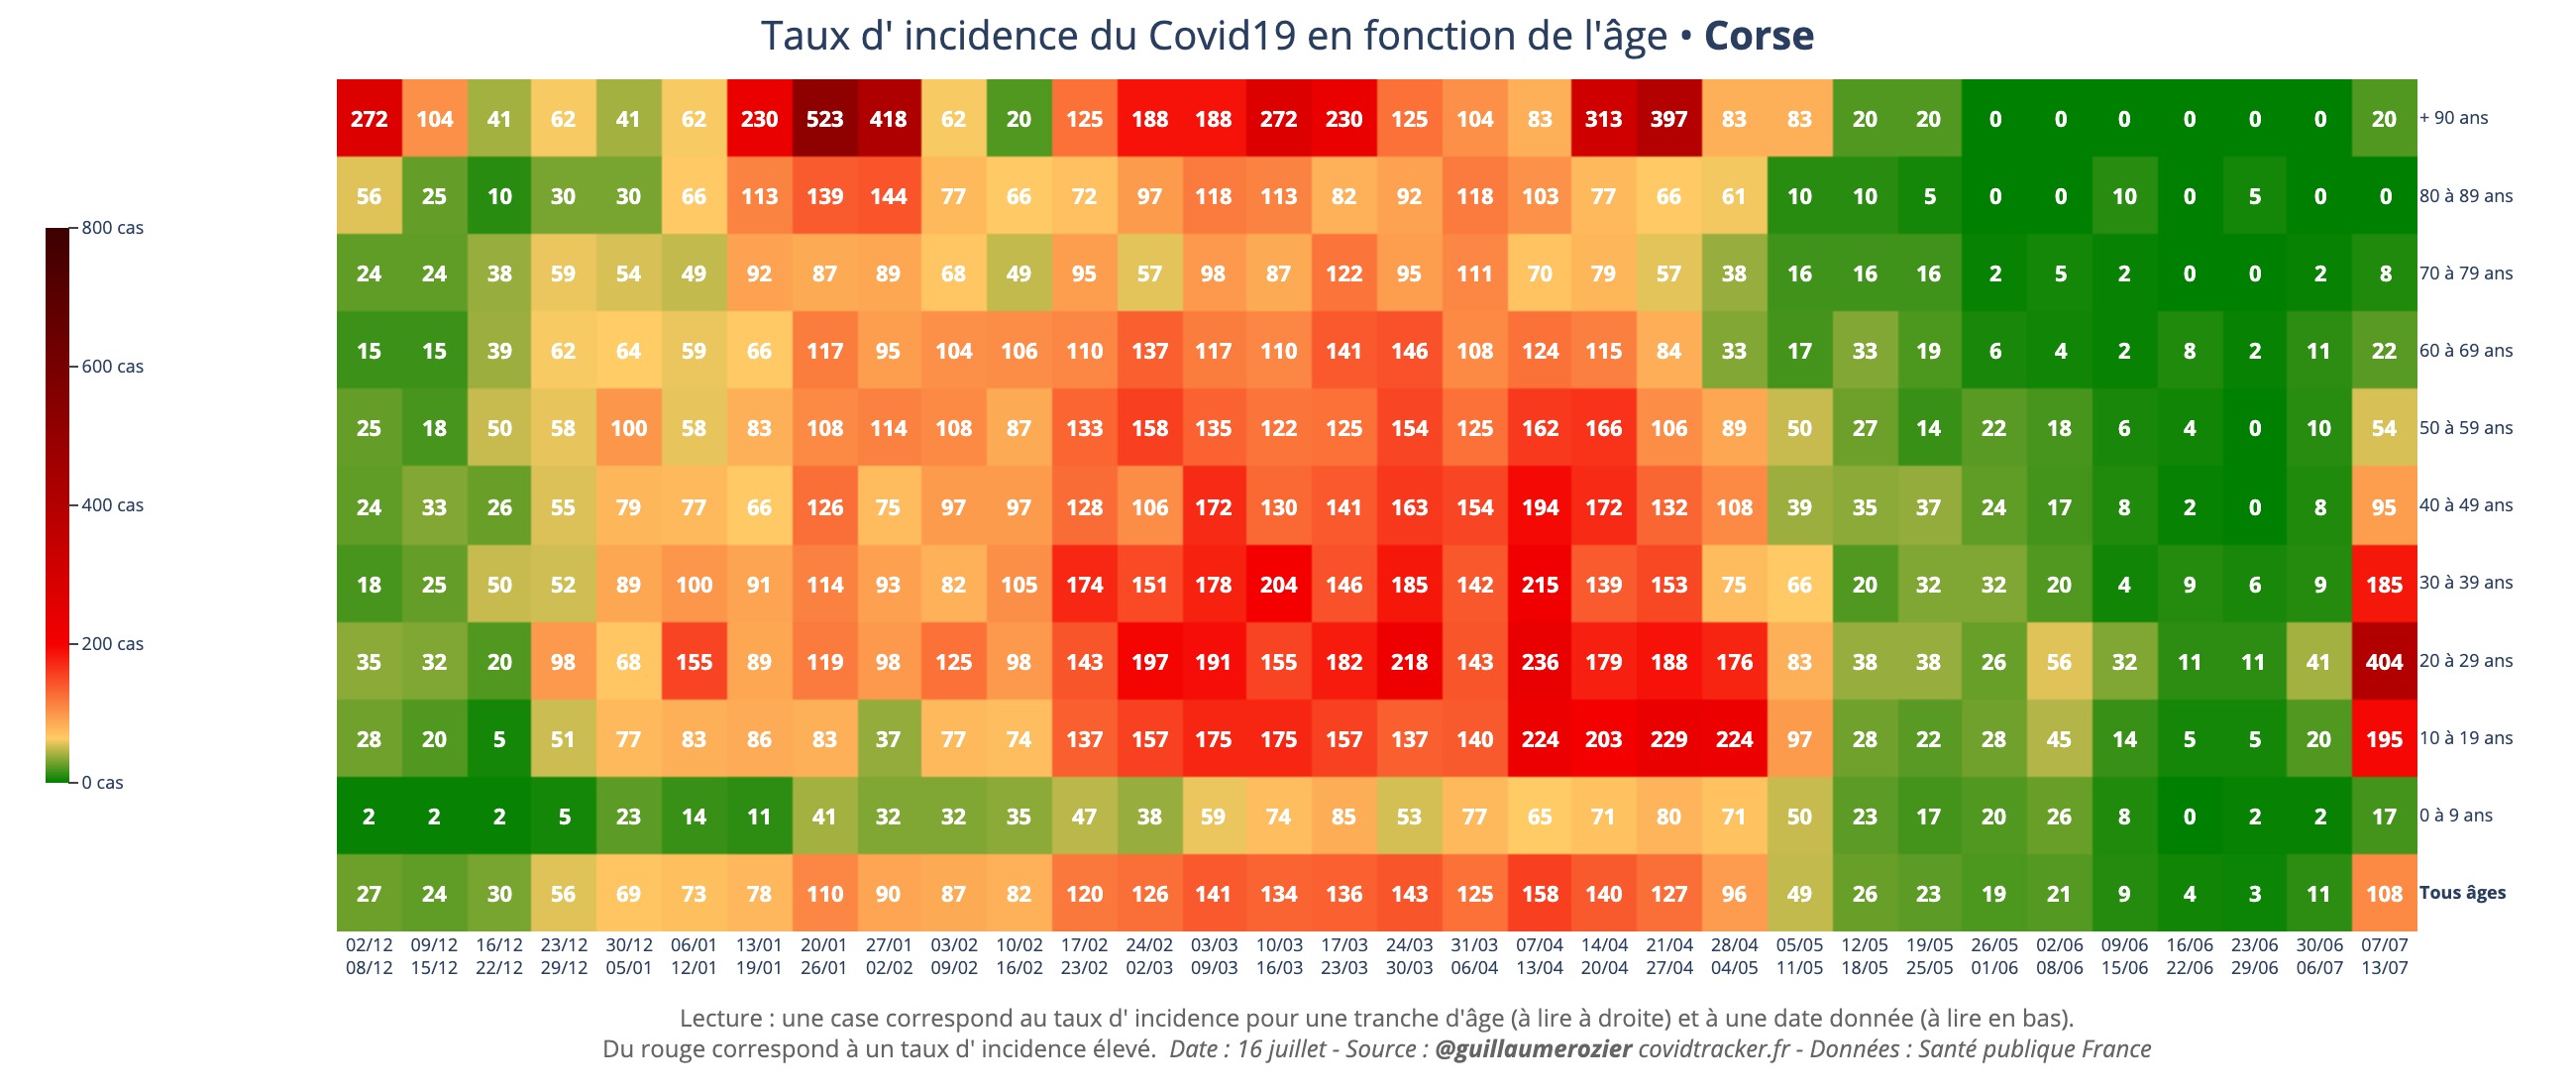 Taux d' incidence du Covid19 en fonction de l'âge • Corse
272 104 41 62 41 62 230 523 418 62 20 125 188 188 272 230 125 104 83 313 397 83 83 20 20 0 0 0 0 0 0 20 + 90 ans
56 25 10 30 30 66 113 139 144 77 66 72 97 118 113 82 92 118 103 77 66 61 10 10 5 0 0 10 0 5 0 0 80 à 89 ans
800 cas
24 24 38 59 54 49 92 87 89 68 49 95 57 98 87 122 95 111 70 79 57 38 16 16 16 2 5 2 0 0 2 8 70 à 79 ans
15 15 39 62 64 59 66 117 95 104 106 110 137 117 110 141 146 108 124 115 84 33 17 33 19 6 4 2 8 2 11 22 60 à 69 ans
600 cas
25 18 50 58 100 58 83 108 114 108 87 133 158 135 122 125 154 125 162 166 106 89 50 27 14 22 18 6 4 0 10 54 50 à 59 ans
400 cas
24 33 26 55 79 77 66 126 75 97 97 128 106 172 130 141 163 154 194 172 132 108 39 35 37 24 17 8 2 0 8 95 40 à 49 ans
18 25 50 52 89 100 91 114 93 82 105 174 151 178 204 146 185 142 215 139 153 75 66 20 32 32 20 4 9 6 9 185 30 à 39 ans
200 cas
35 32 20 98 68 155 89 119 98 125 98 143 197 191 155 182 218 143 236 179 188 176 83 38 38 26 56 32 11 11 41 404 20 à 29 ans
28 20 5 51 77 83 86 83 37 77 74 137 157 175 175 157 137 140 224 203 229 224 97 28 22 28 45 14 5 5 20 195 10 à 19 ans
0 cas
2 2 2 5 23 14 11 41 32 32 35 47 38 59 74 85 53 77 65 71 80 71 50 23 17 20 26 8 0 2 2 17 0 à 9 ans
27 24 30 56 69 73 78 110 90 87 82 120 126 141 134 136 143 125 158 140 127 96 49 26 23 19 21 9 4 3 11 108 Tous âges
02/12 09/12 16/12 23/12 30/12 06/01 13/01 20/01 27/01 03/02 10/02 17/02 24/02 03/03 10/03 17/03 24/03 31/03 07/04 14/04 21/04 28/04 05/05 12/05 19/05 26/05 02/06 09/06 16/06 23/06 30/06 07/07
08/12 15/12 22/12 29/12 05/01 12/01 19/01 26/01 02/02 09/02 16/02 23/02 02/03 09/03 16/03 23/03 30/03 06/04 13/04 20/04 27/04 04/05 11/05 18/05 25/05 01/06 08/06 15/06 22/06 29/06 06/07 13/07
Lecture : une case correspond au taux d' incidence pour une tranche d'âge (à lire à droite) et à une date donnée (à lire en bas).
Du rouge correspond à un taux d' incidence élevé. Date : 16 juillet - Source : @guillaumerozier covidtracker.fr - Données : Santé publique France